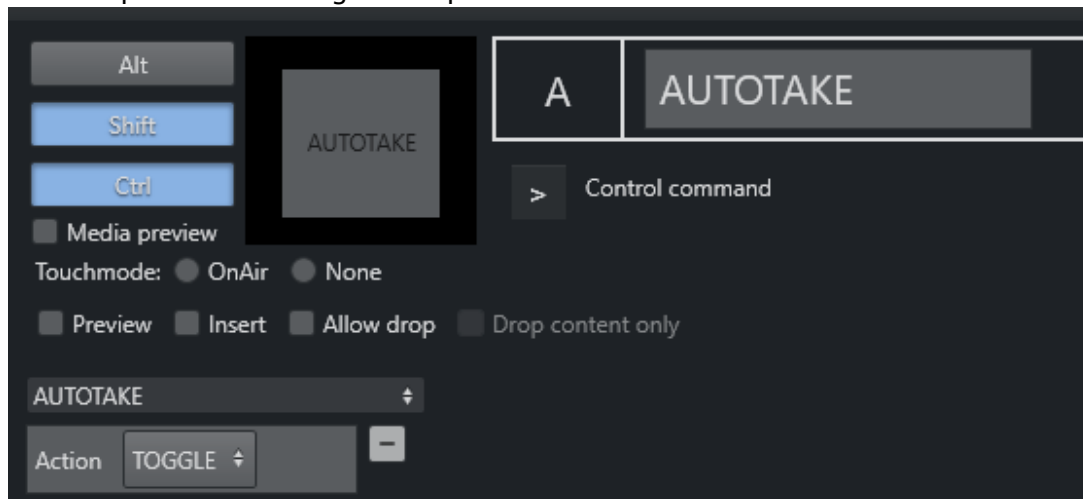 Alt
Shift
Ctrl
AUTOTAKE
A
AUTOTAKE
> Control command
Media preview
Touchmode: OnAir None
Preview Insert Allow drop Drop content only
AUTOTAKE
Action TOGGLE −